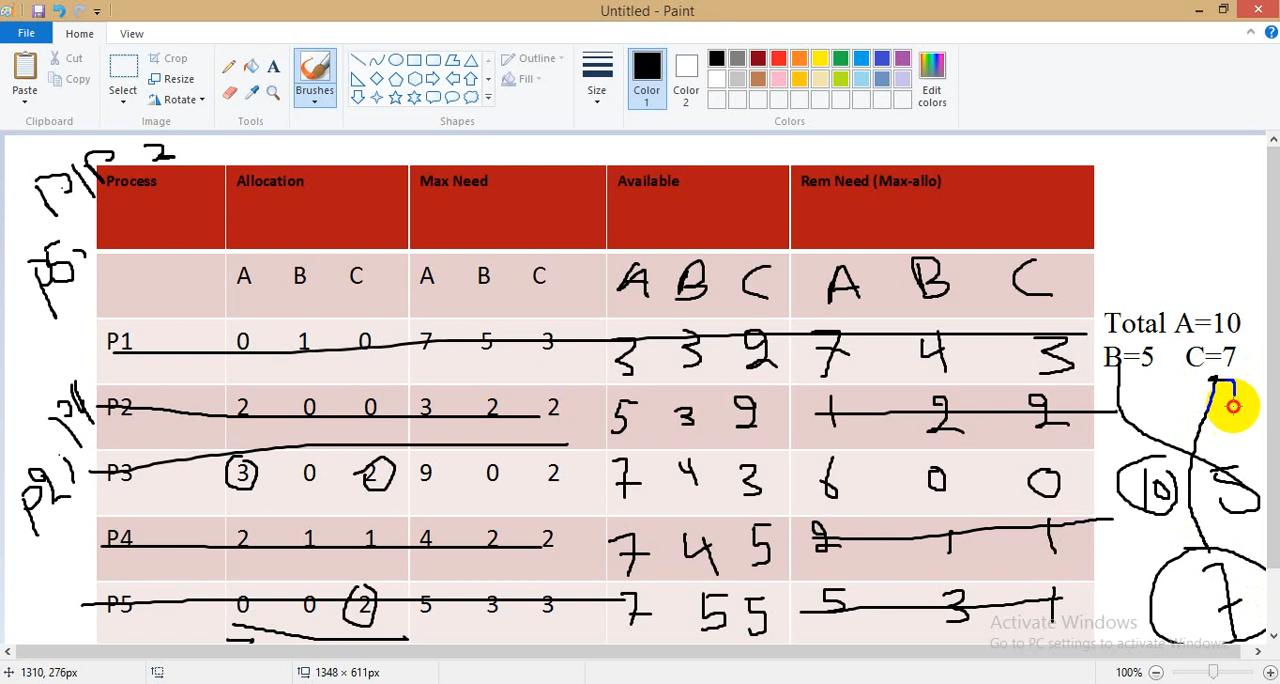 Untitled - Paint
File Home View
Paste Cut Copy Select Crop Resize Rotate Brushes Outline Fill Size Color 1 Color 2 Edit colors
Clipboard Image Tools Shapes Colors
2
Process Allocation Max Need Available Rem Need (Max-allo)
A B C A B C A B C A B C
Total A=10
B=5 C=7
P1 0 1 0 7 5 3 3 3 2 7 4 3
P2 2 0 0 3 2 2 5 3 2 1 2 2
P3 3 0 2 9 0 2 7 4 3 6 0 0
10 5
P4 2 1 1 4 2 2 7 4 5 2 1 1
P5 0 0 2 5 3 3 7 5 5 5 3 1
7
Activate Windows
Go to PC settings to activate Windows.
1310, 276px 1348 × 611px 100%